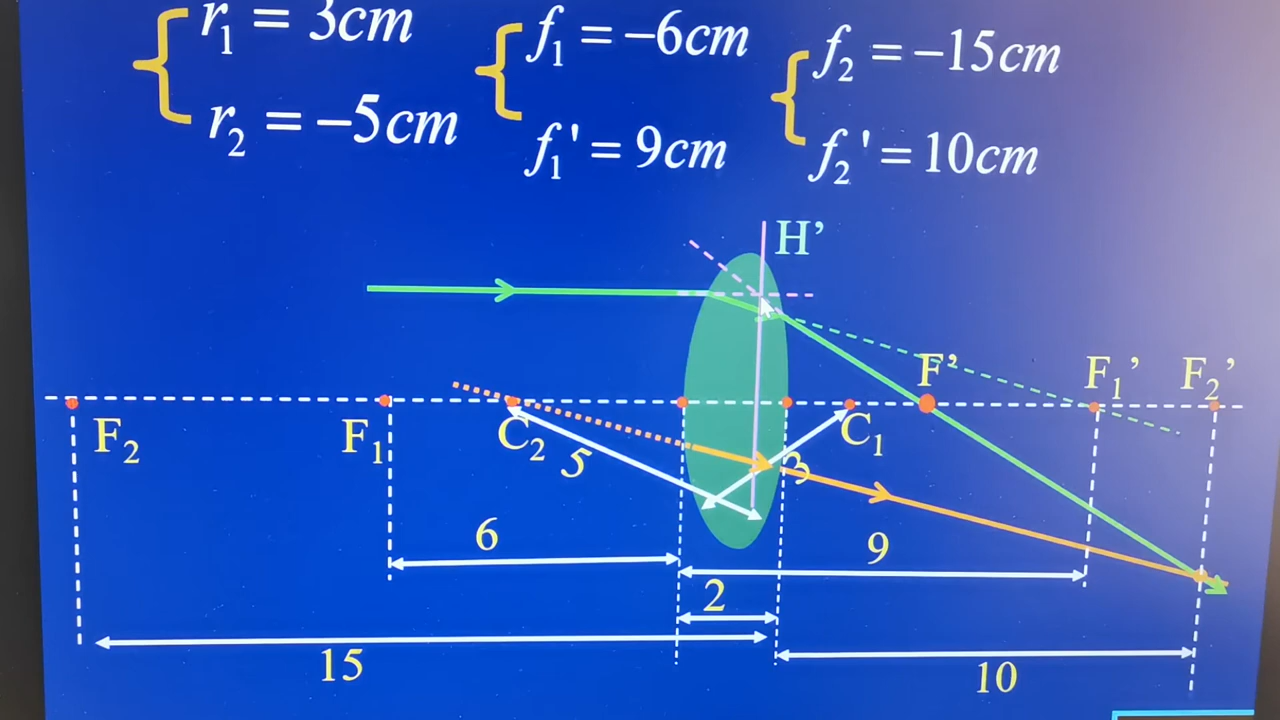 r₁ = 3cm
r₂ = −5cm
f₁ = −6cm
f₁' = 9cm
f₂ = −15cm
f₂' = 10cm
H'
F'
F₁'
F₂'
F₂
F₁
C₂
C₁
5
3
6
9
2
15
10